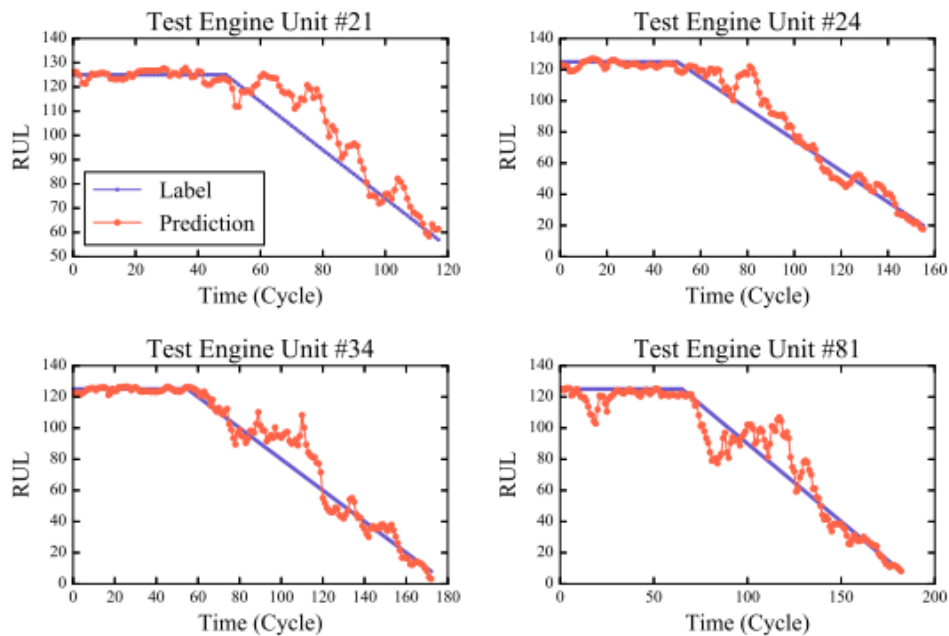 Test Engine Unit #21
140
130
120
110
100
90
80
70
60
50
RUL
Label
Prediction
0 20 40 60 80 100 120
Time (Cycle)
Test Engine Unit #24
140
120
100
80
60
40
20
0
RUL
0 20 40 60 80 100 120 140 160
Time (Cycle)
Test Engine Unit #34
140
120
100
80
60
40
20
0
RUL
0 20 40 60 80 100 120 140 160 180
Time (Cycle)
Test Engine Unit #81
140
120
100
80
60
40
20
0
RUL
0 50 100 150 200
Time (Cycle)